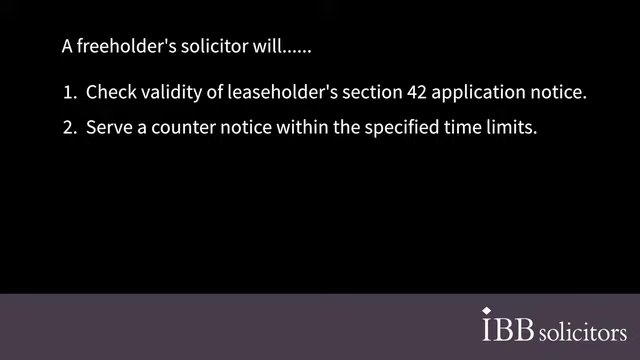 A freeholder's solicitor will......
1. Check validity of leaseholder's section 42 application notice.
2. Serve a counter notice within the specified time limits.
iBB solicitors